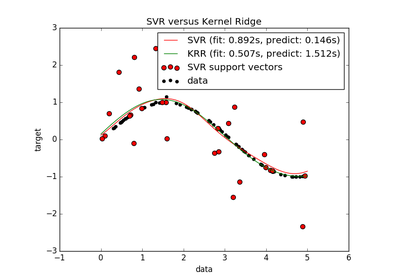 SVR versus Kernel Ridge
3
2
1
0
−1
−2
−3
target
SVR (fit: 0.892s, predict: 0.146s)
KRR (fit: 0.507s, predict: 1.512s)
SVR support vectors
data
−1
0
1
2
3
4
5
6
data